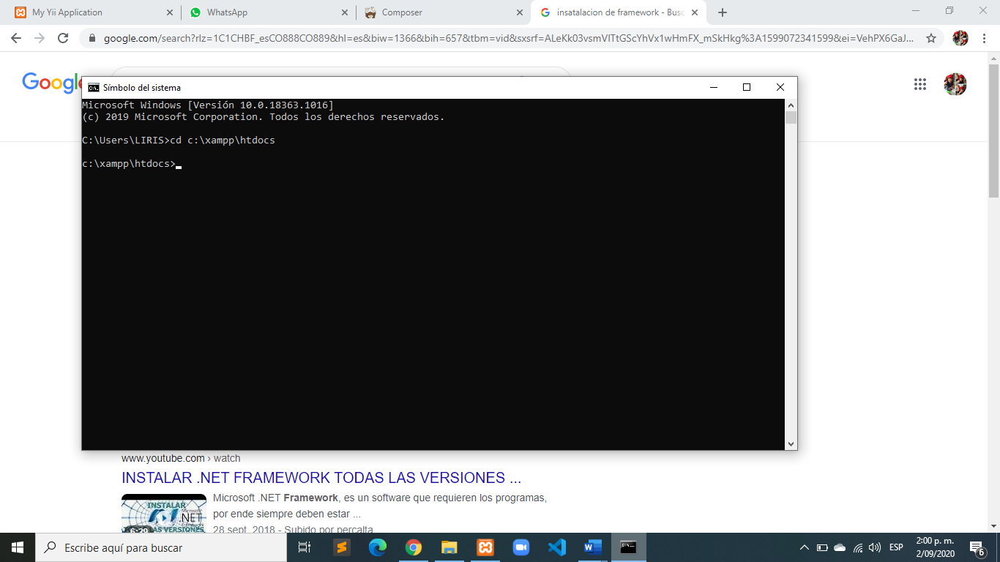 My Yii Application
WhatsApp
Composer
insatalacion de framework - Bus
google.com/search?rlz=1C1CHBF_esCO888CO889&hl=es&biw=1366&bih=657&tbm=vid&sxsrf=ALeKk03vsmVlTtGScYhVx1wHmFX_mSkHkg%3A1599072341599&ei=VehPX6GaJ...
Google
Símbolo del sistema
Microsoft Windows [Versión 10.0.18363.1016]
(c) 2019 Microsoft Corporation. Todos los derechos reservados.
C:\Users\LIRIS>cd c:\xampp\htdocs
c:\xampp\htdocs>
www.youtube.com › watch
INSTALAR .NET FRAMEWORK TODAS LAS VERSIONES ...
INSTALAR
Microsoft
.NET
Framework
6:29
LAS VERSIONES
Microsoft .NET Framework, es un software que requieren los programas,
por ende siempre deben estar ...
28 sept. 2018 - Subido por percalta
Escribe aquí para buscar
ESP
2:00 p. m.
2/09/2020
6